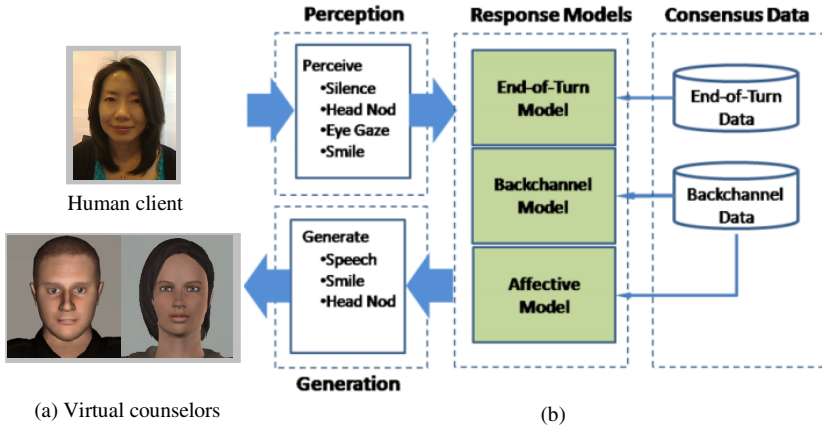 Perception
Response Models
Consensus Data
Perceive
•Silence
•Head Nod
•Eye Gaze
•Smile
End-of-Turn
Model
End-of-Turn
Data
Human client
Backchannel
Model
Backchannel
Data
Generate
•Speech
•Smile
•Head Nod
Affective
Model
Generation
(a) Virtual counselors
(b)